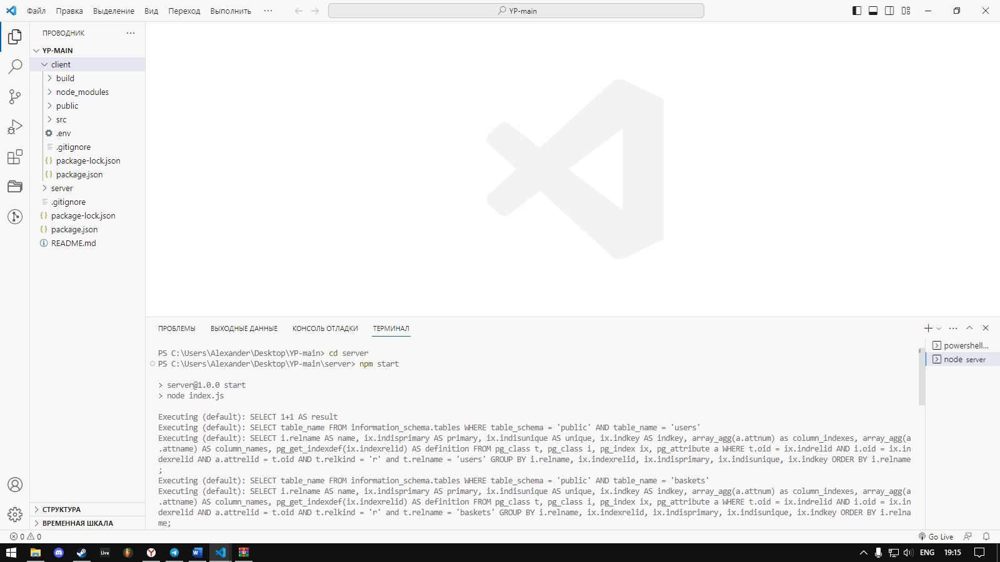 Файл Правка Выделение Вид Переход Выполнить ···
YP-main
ПРОВОДНИК
YP-MAIN
client
build
node_modules
public
src
.env
.gitignore
package-lock.json
package.json
server
.gitignore
package-lock.json
package.json
README.md
СТРУКТУРА
ВРЕМЕННАЯ ШКАЛА
ПРОБЛЕМЫ ВЫХОДНЫЕ ДАННЫЕ КОНСОЛЬ ОТЛАДКИ ТЕРМИНАЛ
PS C:\Users\Alexander\Desktop\YP-main> cd server
PS C:\Users\Alexander\Desktop\YP-main\server> npm start
> server@1.0.0 start
> node index.js
Executing (default): SELECT 1+1 AS result
Executing (default): SELECT table_name FROM information_schema.tables WHERE table_schema = 'public' AND table_name = 'users'
Executing (default): SELECT i.relname AS name, ix.indisprimary AS primary, ix.indisunique AS unique, ix.indkey AS indkey, array_agg(a.attnum) as column_indexes, array_agg(a
.attname) AS column_names, pg_get_indexdef(ix.indexrelid) AS definition FROM pg_class t, pg_class i, pg_index ix, pg_attribute a WHERE t.oid = ix.indrelid AND i.oid = ix.in
dexrelid AND a.attrelid = t.oid AND t.relkind = 'r' and t.relname = 'users' GROUP BY i.relname, ix.indexrelid, ix.indisprimary, ix.indisunique, ix.indkey ORDER BY i.relname
;
Executing (default): SELECT table_name FROM information_schema.tables WHERE table_schema = 'public' AND table_name = 'baskets'
Executing (default): SELECT i.relname AS name, ix.indisprimary AS primary, ix.indisunique AS unique, ix.indkey AS indkey, array_agg(a.attnum) as column_indexes, array_agg(a
.attname) AS column_names, pg_get_indexdef(ix.indexrelid) AS definition FROM pg_class t, pg_class i, pg_index ix, pg_attribute a WHERE t.oid = ix.indrelid AND i.oid = ix.in
dexrelid AND a.attrelid = t.oid AND t.relkind = 'r' and t.relname = 'baskets' GROUP BY i.relname, ix.indexrelid, ix.indisprimary, ix.indisunique, ix.indkey ORDER BY i.relna
me;
powershell...
node server
0 0
Go Live
Live
ENG 19:15